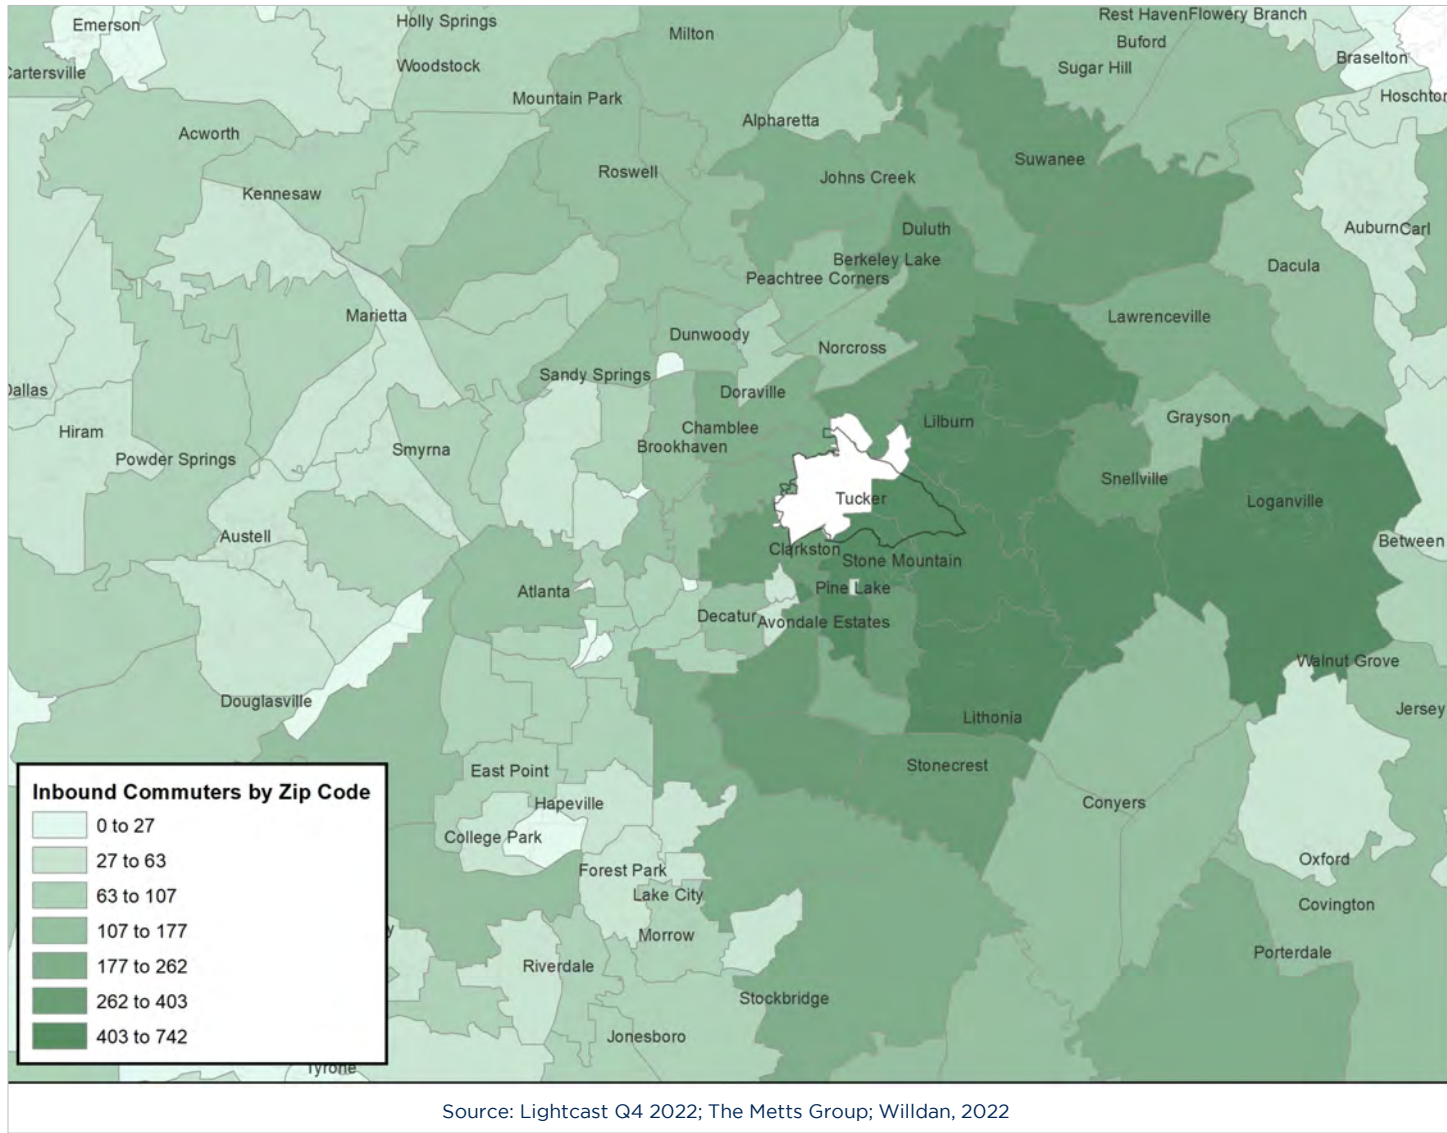 Emerson
Holly Springs
Milton
Rest Haven
Flowery Branch
Buford
Braselton
Cartersville
Woodstock
Sugar Hill
Mountain Park
Hoschton
Alpharetta
Acworth
Suwanee
Roswell
Johns Creek
Kennesaw
Duluth
Auburn
Carl
Berkeley Lake
Dacula
Peachtree Corners
Marietta
Lawrenceville
Dunwoody
Norcross
Sandy Springs
Dallas
Doraville
Grayson
Lilburn
Hiram
Chamblee
Brookhaven
Smyrna
Powder Springs
Snellville
Tucker
Loganville
Austell
Between
Clarkston
Stone Mountain
Atlanta
Pine Lake
Decatur
Avondale Estates
Walnut Grove
Douglasville
Jersey
Lithonia
Stonecrest
East Point
Inbound Commuters by Zip Code
0 to 27
27 to 63
63 to 107
107 to 177
177 to 262
262 to 403
403 to 742
Hapeville
Conyers
College Park
Oxford
Forest Park
Lake City
Covington
Morrow
Porterdale
Riverdale
Stockbridge
Jonesboro
Tyrone
Source: Lightcast Q4 2022; The Metts Group; Willdan, 2022